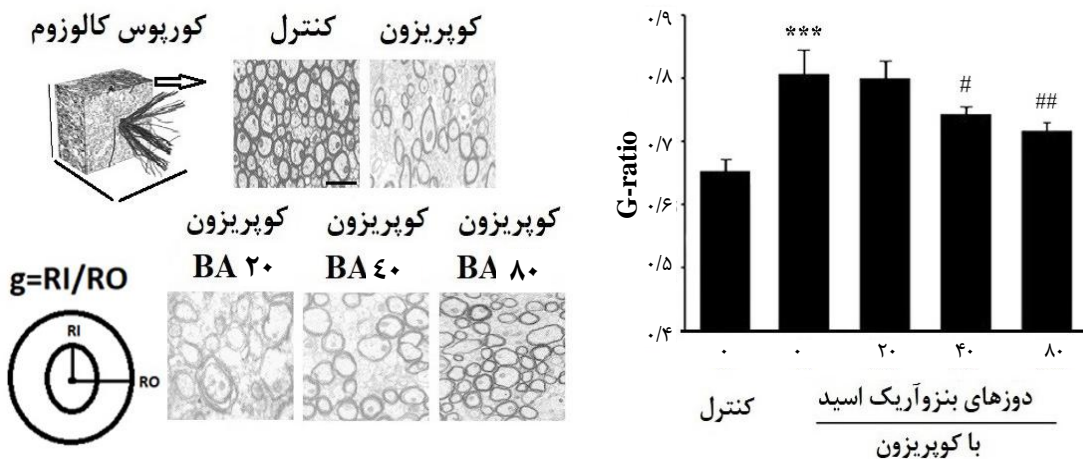 کورپوس کالوزوم
کنترل
کوپریزون
کوپریزون
BA ۲۰
کوپریزون
BA ٤۰
کوپریزون
BA ۸۰
g=RI/RO
RI
RO
G-ratio
۰/۹
۰/۸
۰/۷
۰/۶
۰/۵
۰/۴
***
#
##
۰
۰
۲۰
۴۰
۸۰
کنترل
دوزهای بنزوآریک اسید
با کوپریزون